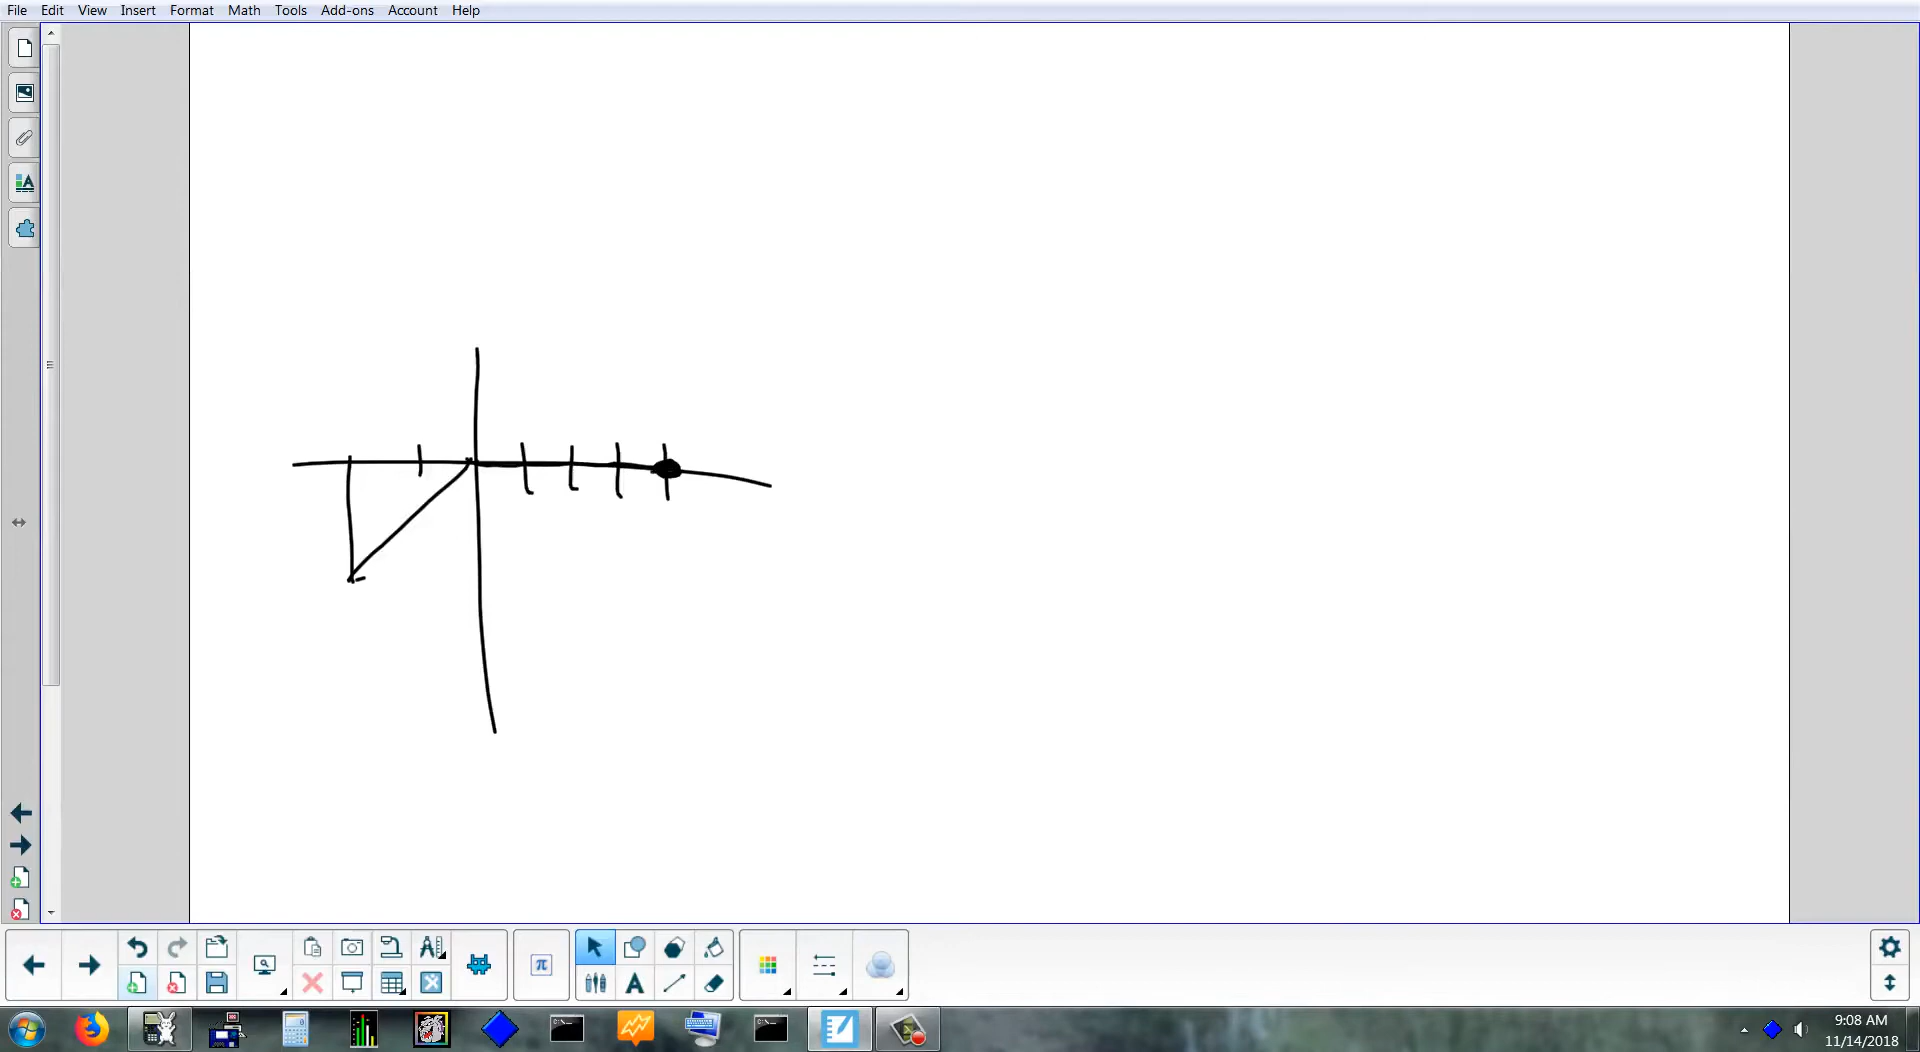 File Edit View Insert Format Math Tools Add-ons Account Help
A
π
A
9:08 AM
11/14/2018